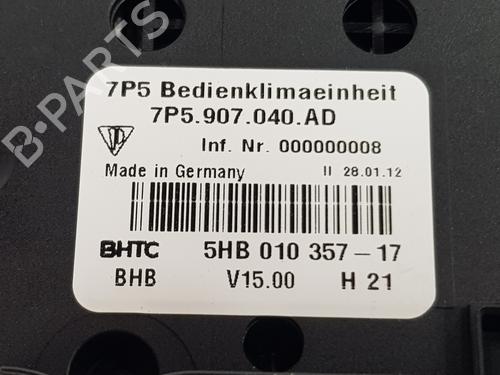 7P5 Bedienklimaeinheit
7P5.907.040.AD
Inf. Nr. 000000008
Made in Germany II 28.01.12
BHTC 5HB 010 357-17
BHB V15.00 H 21
B-PARTS